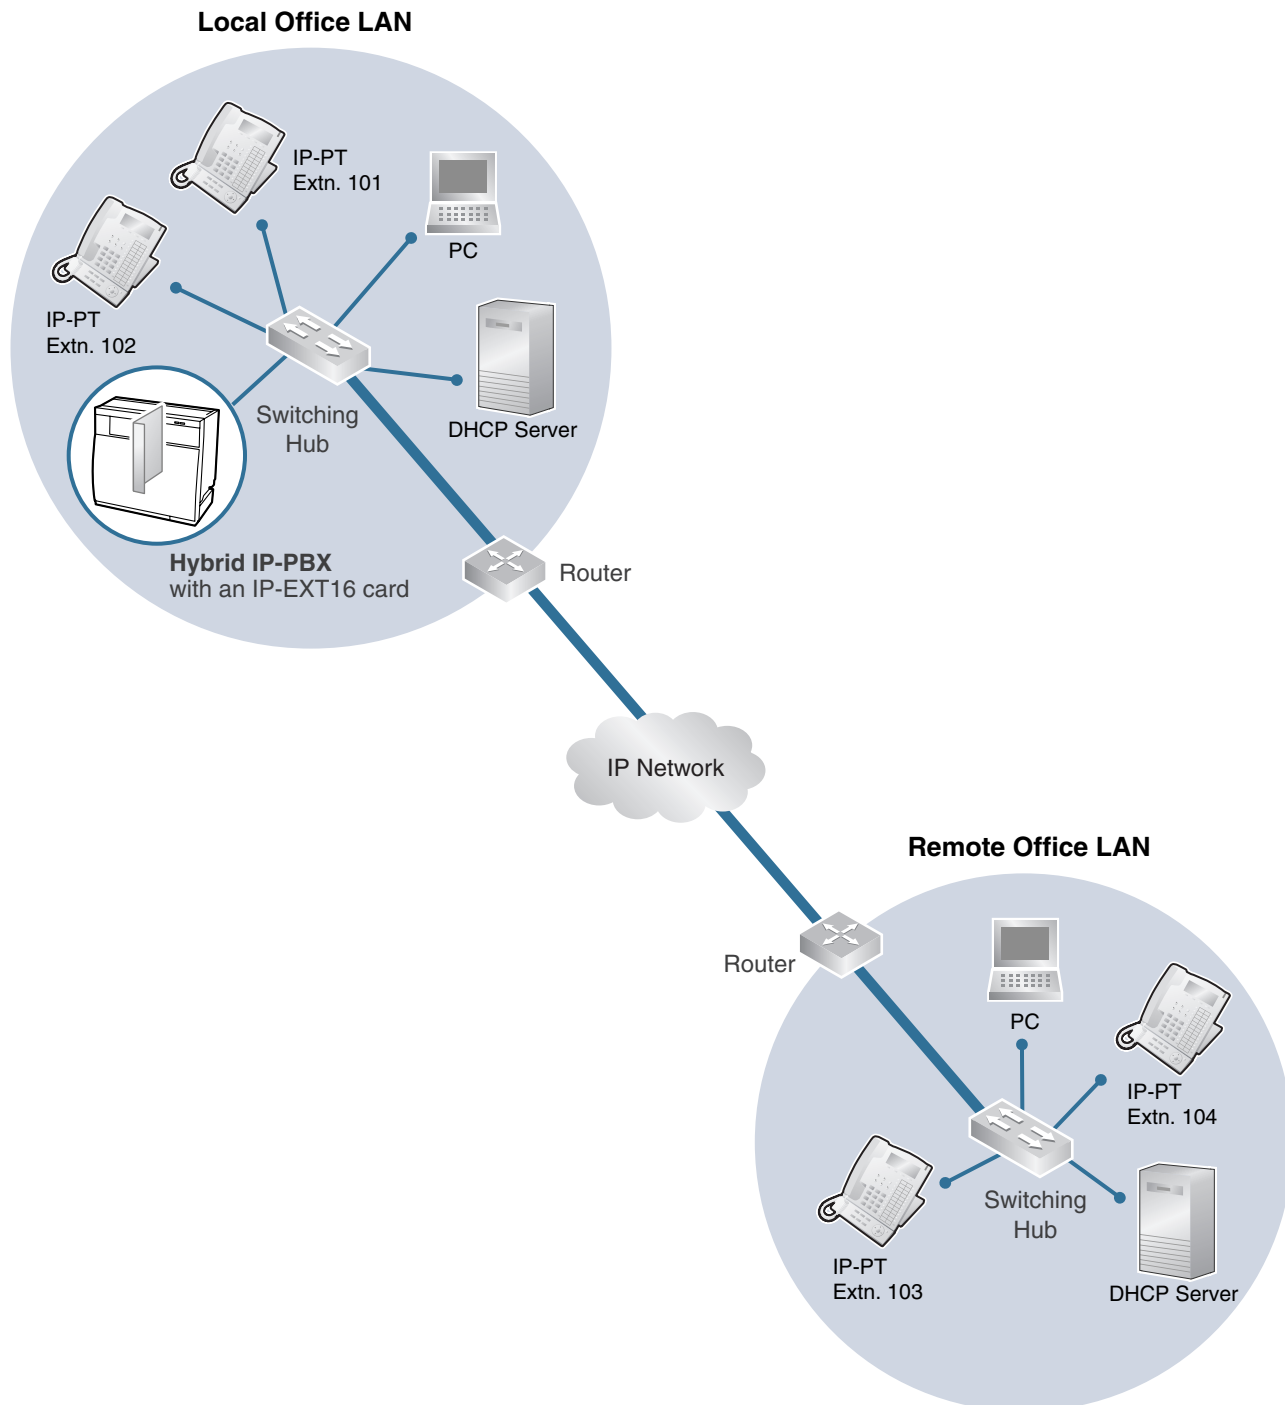 Local Office LAN
IP-PT
Extn. 101
PC
IP-PT
Extn. 102
Switching
Hub
DHCP Server
Hybrid IP-PBX
with an IP-EXT16 card
Router
IP Network
Remote Office LAN
Router
PC
IP-PT
Extn. 104
Switching
Hub
IP-PT
Extn. 103
DHCP Server